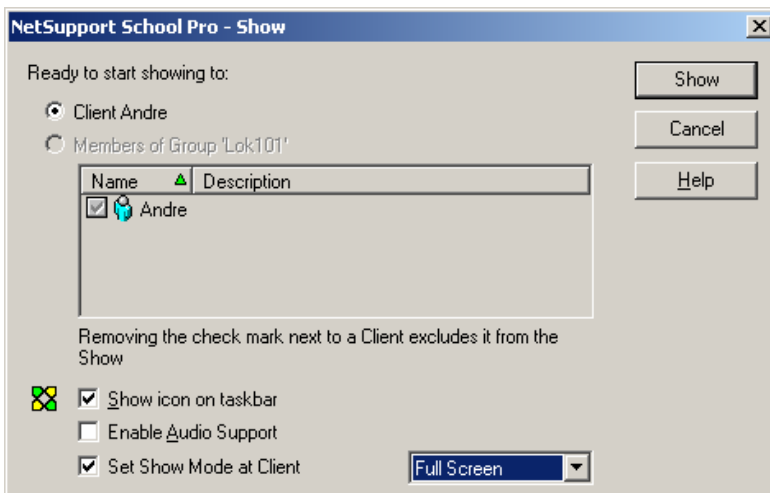 NetSupport School Pro - Show
Ready to start showing to:
Show
Client Andre
Cancel
Members of Group 'Lok101'
Name Description
Help
Andre
Removing the check mark next to a Client excludes it from the
Show
Show icon on taskbar
Enable Audio Support
Set Show Mode at Client Full Screen